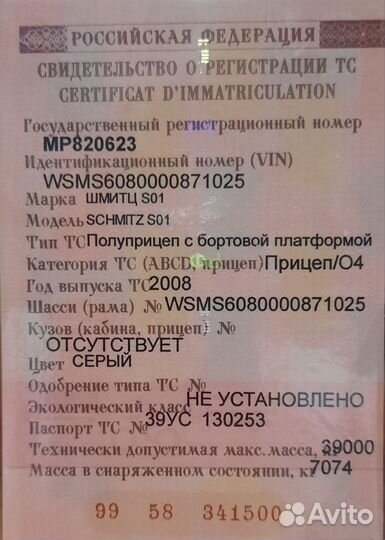 РОССИЙСКАЯ ФЕДЕРАЦИЯ
СВИДЕТЕЛЬСТВО О РЕГИСТРАЦИИ ТС
CERTIFICAT D'IMMATRICULATION
Государственный регистрационный номер
МР820623
Идентификационный номер (VIN)
WSMS6080000871025
Марка ШМИТЦ S01
Модель SCHMITZ S01
Тип ТС Полуприцеп с бортовой платформой
Категория ТС (ABCD, прицеп) Прицеп/О4
Год выпуска ТС 2008
Шасси (рама) № WSMS6080000871025
Кузов (кабина, прицеп) №
ОТСУТСТВУЕТ
Цвет СЕРЫЙ
Одобрение типа ТС №
Экологический класс НЕ УСТАНОВЛЕНО
Паспорт ТС № 39УС 130253
Технически допустимая макс. масса, кг 39000
Масса в снаряженном состоянии, кг 7074
99 58 341500
Avito